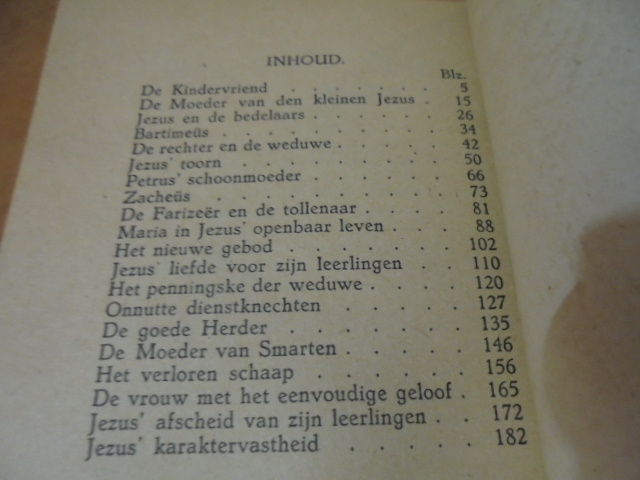 INHOUD.
Blz.
De Kindervriend . . . . . . . 5
De Moeder van den kleinen Jezus . 15
Jezus en de bedelaars . . . . . 26
Bartimeüs . . . . . . . . 34
De rechter en de weduwe . . . . 42
Jezus' toorn . . . . . . . 50
Petrus' schoonmoeder . . . . . 66
Zacheüs . . . . . . . . 73
De Farizeër en de tollenaar . . . . 81
Maria in Jezus' openbaar leven . . . 88
Het nieuwe gebod . . . . . . 102
Jezus' liefde voor zijn leerlingen . . 110
Het penningske der weduwe . . . . 120
Onnutte dienstknechten . . . . . 127
De goede Herder . . . . . . 135
De Moeder van Smarten . . . . . 146
Het verloren schaap . . . . . 156
De vrouw met het eenvoudige geloof . 165
Jezus' afscheid van zijn leerlingen . . 172
Jezus' karaktervastheid . . . . . 182